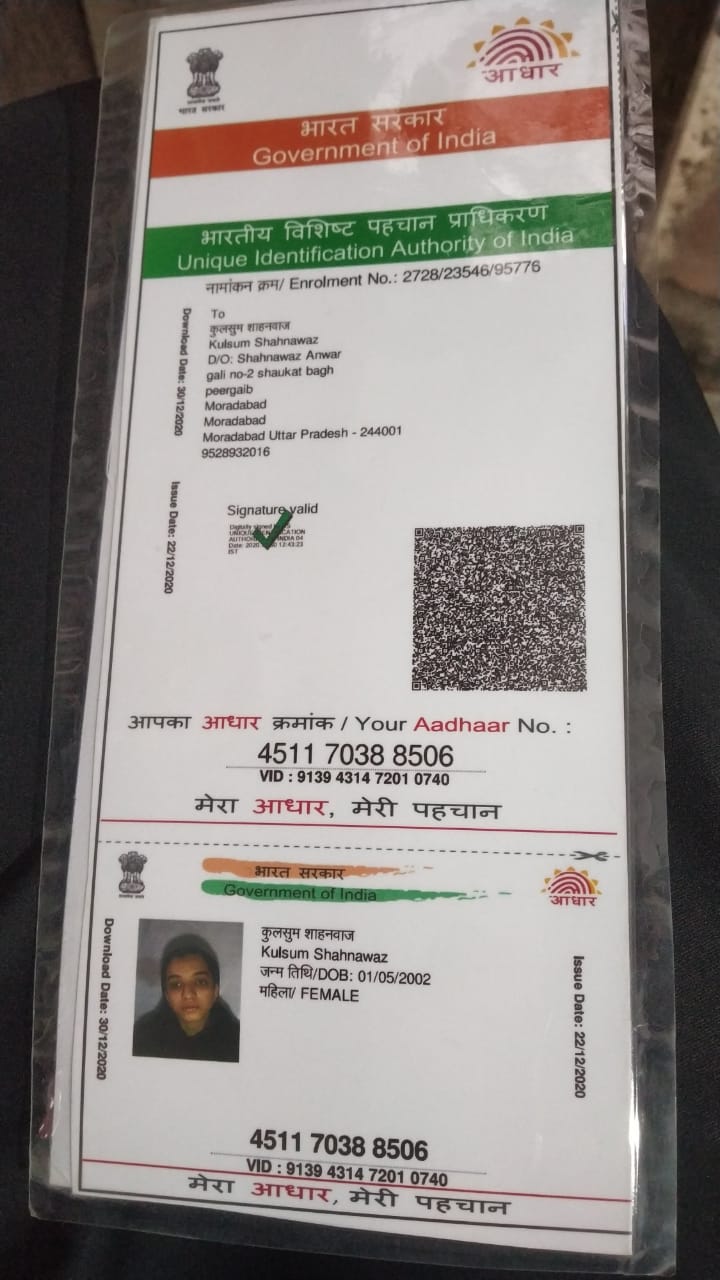 भारत सरकार
आधार
भारत सरकार
Government of India
भारतीय विशिष्ट पहचान प्राधिकरण
Unique Identification Authority of India
नामांकन क्रम/ Enrolment No.: 2728/23546/95776
Download Date: 30/12/2020
To
कुलसुम शाहनवाज
Kulsum Shahnawaz
D/O: Shahnawaz Anwar
gali no-2 shaukat bagh
peergaib
Moradabad
Moradabad
Moradabad Uttar Pradesh - 244001
9528932016
Issue Date: 22/12/2020
Signature valid
Digitally signed
IST
आपका आधार क्रमांक / Your Aadhaar No. :
4511 7038 8506
VID : 9139 4314 7201 0740
मेरा आधार, मेरी पहचान
भारत सरकार
Government of India
आधार
Download Date: 30/12/2020
कुलसुम शाहनवाज
Kulsum Shahnawaz
जन्म तिथि/DOB: 01/05/2002
महिला/ FEMALE
Issue Date: 22/12/2020
4511 7038 8506
VID : 9139 4314 7201 0740
मेरा आधार, मेरी पहचान